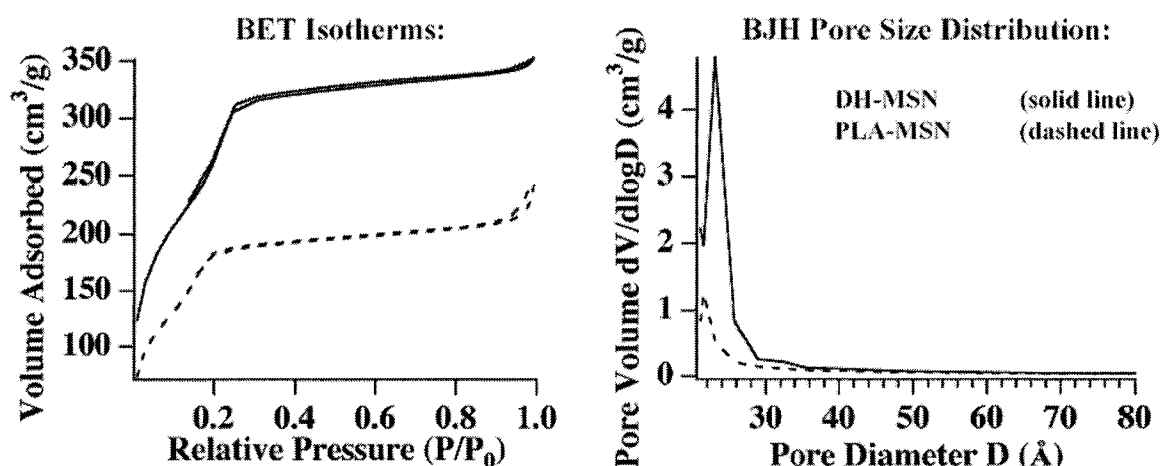 BET Isotherms:
Volume Adsorbed (cm³/g)
350
300
250
200
150
100
0.2 0.4 0.6 0.8 1.0
Relative Pressure (P/P₀)
BJH Pore Size Distribution:
Pore Volume dV/dlogD (cm³/g)
4
3
2
1
0
DH-MSN (solid line)
PLA-MSN (dashed line)
30 40 50 60 70 80
Pore Diameter D (Å)